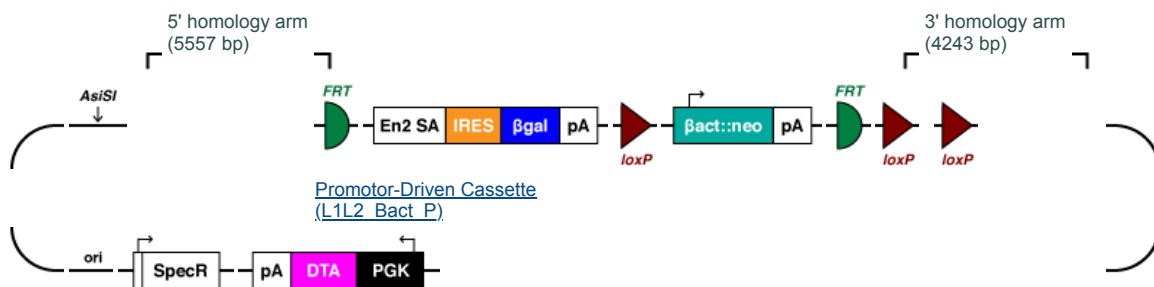 5' homology arm
(5557 bp)
3' homology arm
(4243 bp)
AsiSI
FRT
FRT
En2 SA IRES βgal pA
βact::neo pA
loxP
loxP
loxP
Promotor-Driven Cassette
(L1L2_Bact_P)
ori
SpecR
pA DTA PGK